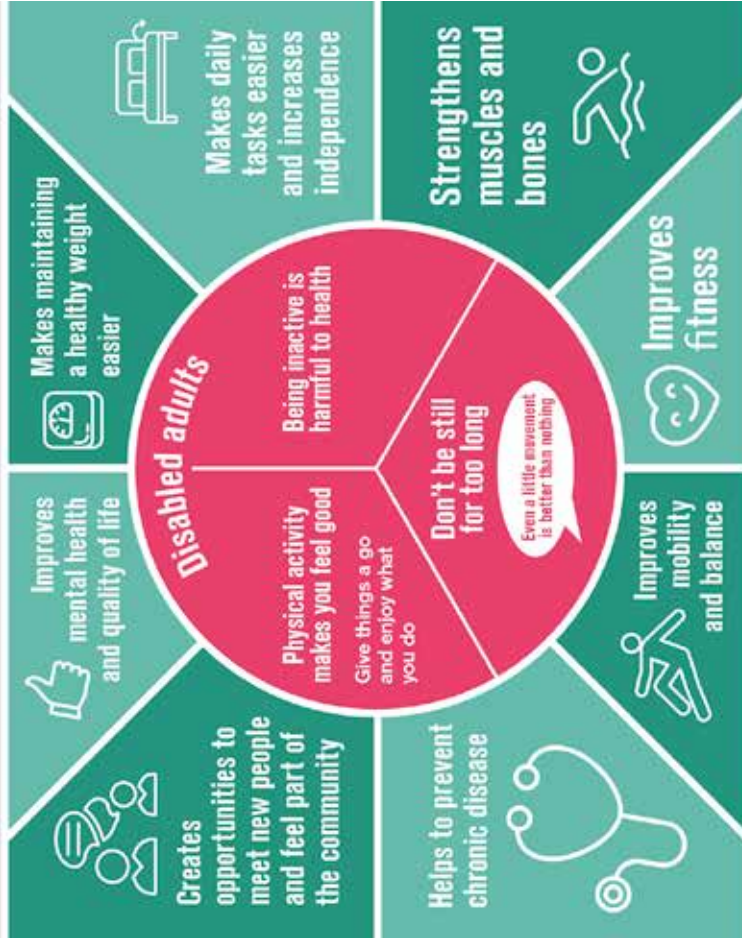 Creates
opportunities to
meet new people
and feel part of
the community
Improves
mental health
and quality of life
Makes maintaining
a healthy weight
easier
Makes daily
tasks easier
and increases
independence
Disabled adults
Physical activity
makes you feel good
Give things a go
and enjoy what
you do
Being inactive is
harmful to health
Don't be still
for too long
Even a little movement
is better than nothing
Helps to prevent
chronic disease
Improves
mobility
and balance
Improves
fitness
Strengthens
muscles and
bones